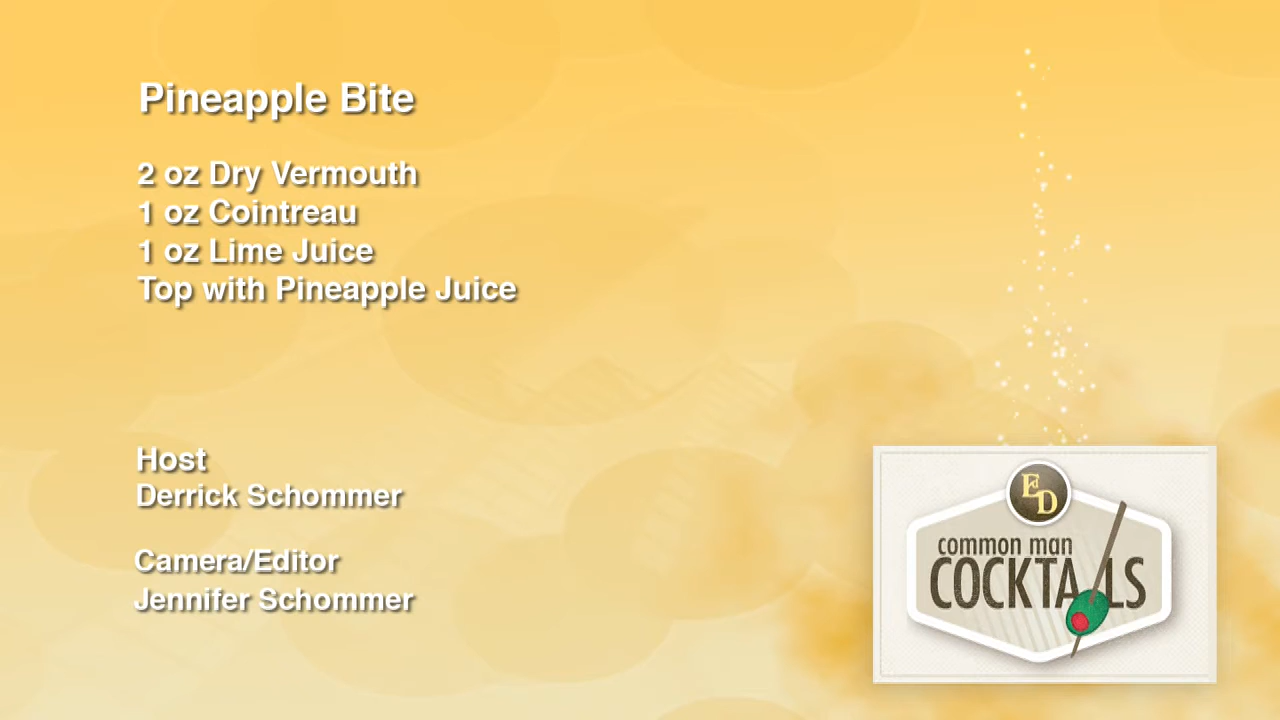 Pineapple Bite
2 oz Dry Vermouth
1 oz Cointreau
1 oz Lime Juice
Top with Pineapple Juice
Host
Derrick Schommer
Camera/Editor
Jennifer Schommer
ED
common man
COCKTAILS